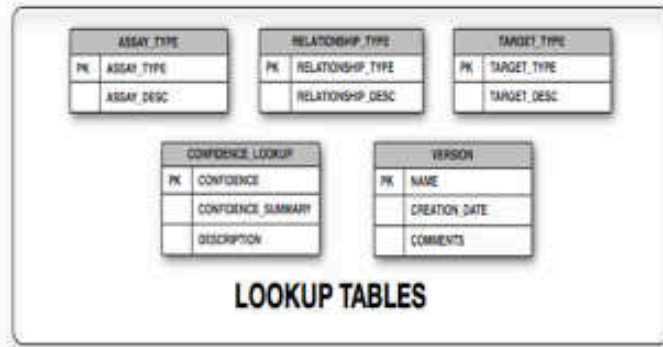 ASSAY_TYPE
PK ASSAY_TYPE
ASSAY_DESC
RELATIONSHIP_TYPE
PK RELATIONSHIP_TYPE
RELATIONSHIP_DESC
TARGET_TYPE
PK TARGET_TYPE
TARGET_DESC
CONFIDENCE_LOOKUP
PK CONFIDENCE
CONFIDENCE_SUMMARY
DESCRIPTION
VERSION
PK NAME
CREATION_DATE
COMMENTS
LOOKUP TABLES